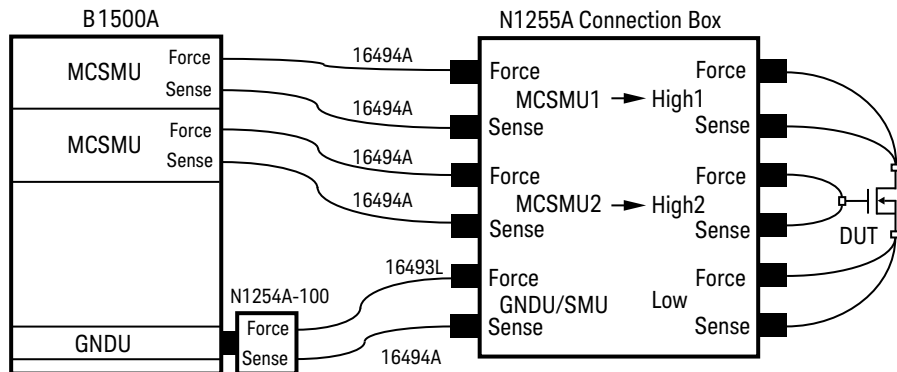 B1500A
N1255A Connection Box
Force
MCSMU
Sense
Force
MCSMU
Sense
16494A
16494A
16494A
16494A
16493L
N1254A-100
Force
Sense
GNDU
16494A
Force
MCSMU1
Sense
Force
High1
Sense
Force
MCSMU2
Sense
Force
High2
Sense
Force
GNDU/SMU
Sense
Force
Low
Sense
DUT